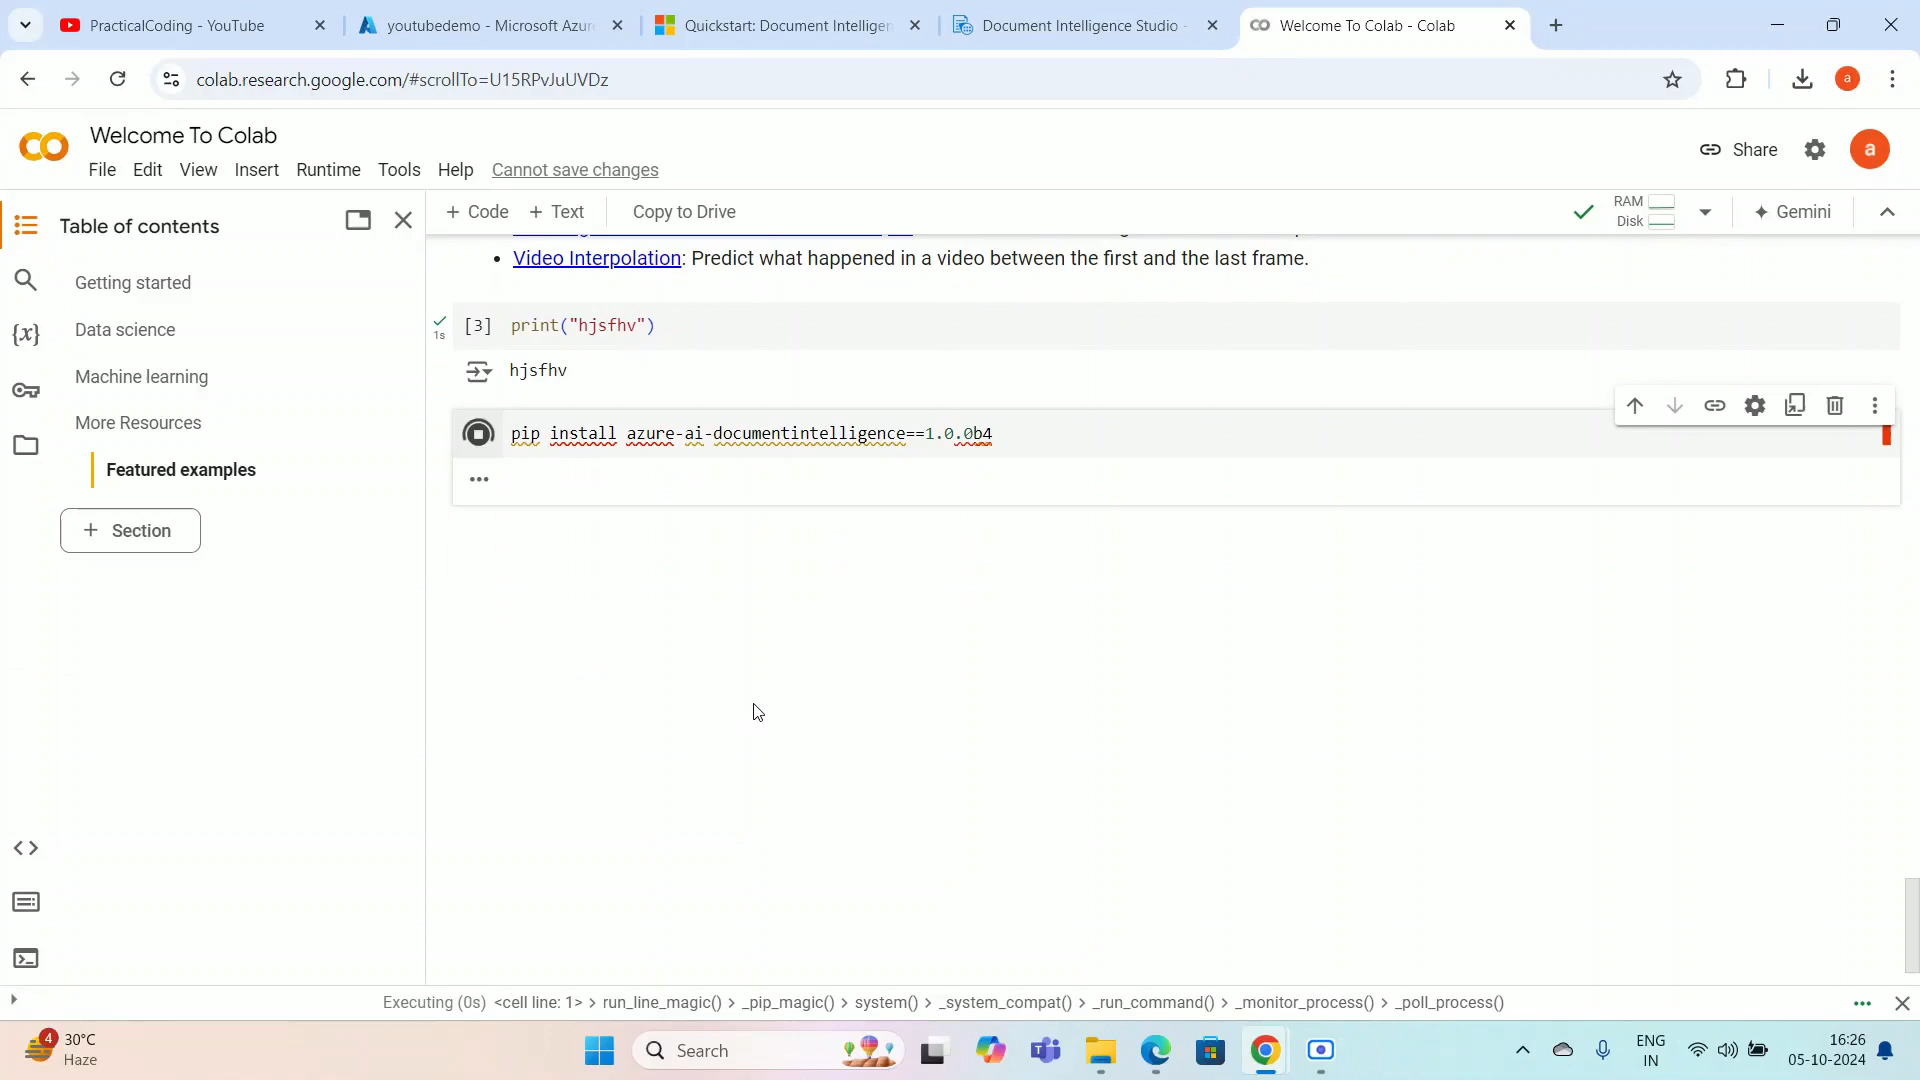 PracticalCoding - YouTube
youtubedemo - Microsoft Azure
Quickstart: Document Intelligen
Document Intelligence Studio -
Welcome To Colab - Colab
colab.research.google.com/#scrollTo=U15RPvJuUVDz
a
Welcome To Colab
File Edit View Insert Runtime Tools Help Cannot save changes
Share
a
Table of contents
+ Code + Text Copy to Drive
RAM
Disk
Gemini
Video Interpolation: Predict what happened in a video between the first and the last frame.
Getting started
Data science
Machine learning
More Resources
Featured examples
+ Section
{x}
1s
[3] print("hjsfhv")
hjsfhv
pip install azure-ai-documentintelligence==1.0.0b4
Executing (0s) <cell line: 1> > run_line_magic() > _pip_magic() > system() > _system_compat() > _run_command() > _monitor_process() > _poll_process()
4
30°C
Haze
Search
ENG
IN
16:26
05-10-2024